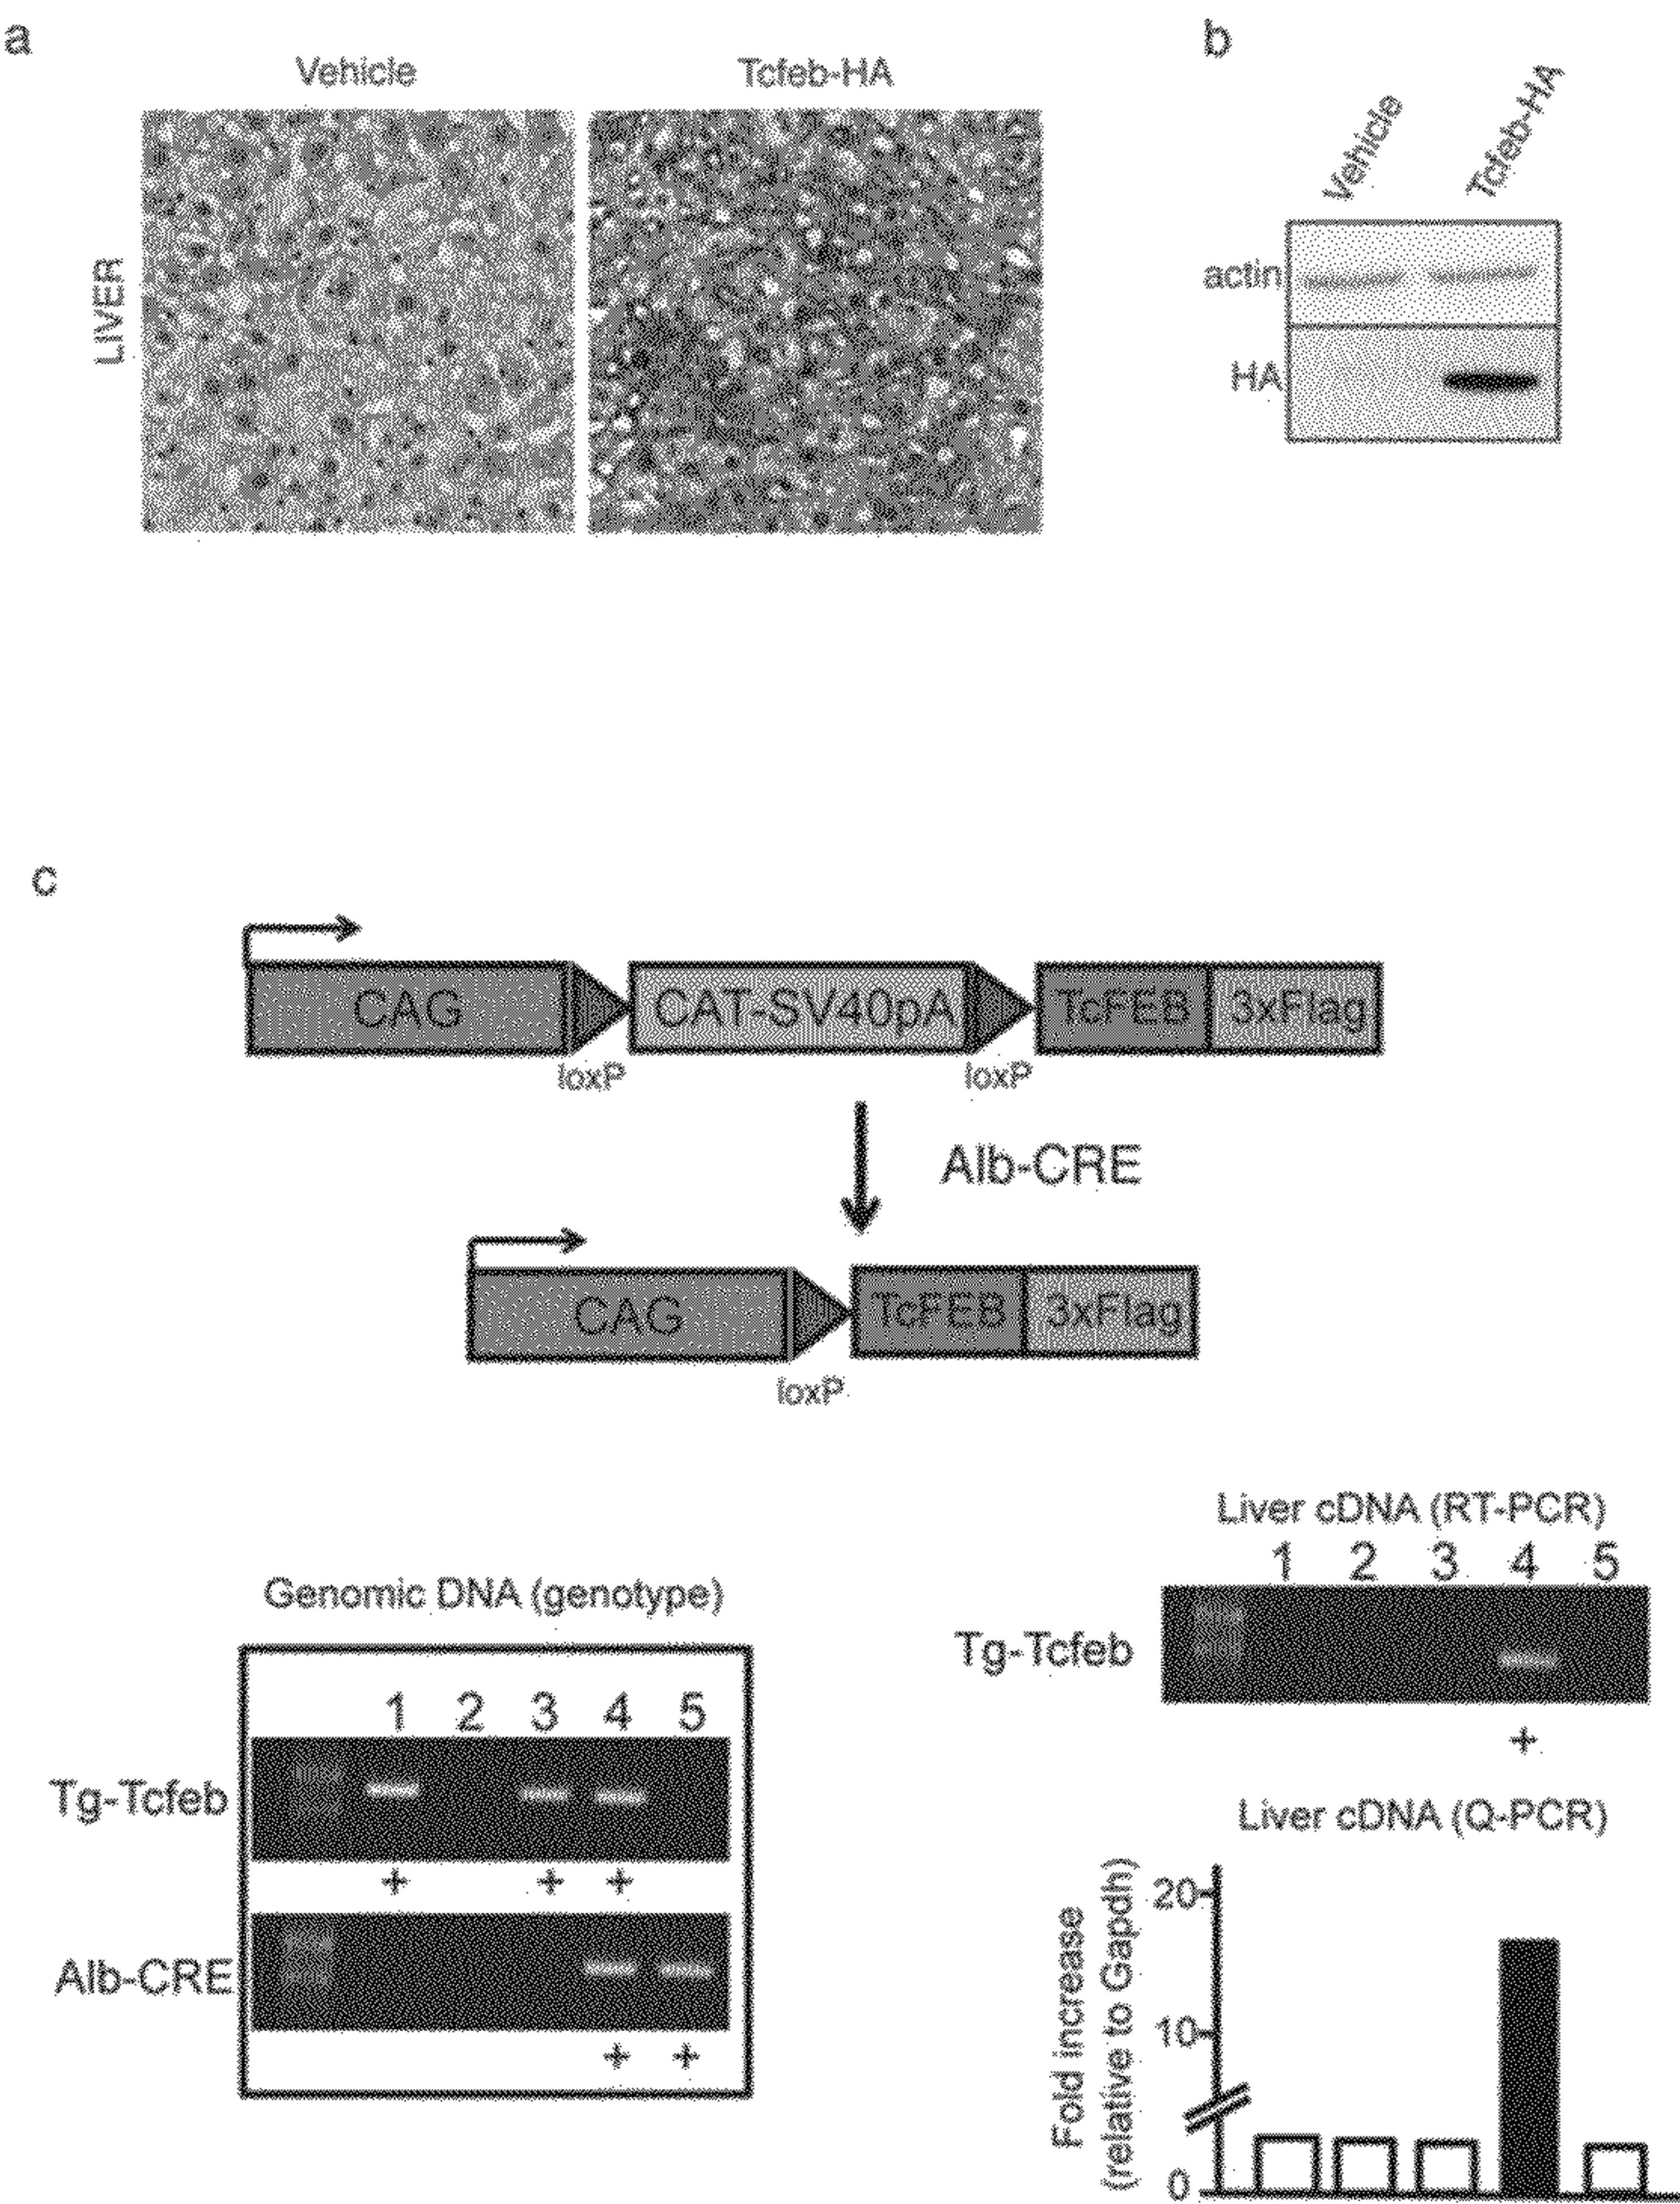 a
Vehicle
Tcfeb-HA
LIVER
b
Vehicle
Tcfeb-HA
actin
HA
c
CAG
CAT-SV40pA
TcFEB
3xFlag
loxP
loxP
Alb-CRE
CAG
TcFEB
3xFlag
loxP
Genomic DNA (genotype)
1 2 3 4 5
Tg-Tcfeb
+ + +
Alb-CRE
+ +
Liver cDNA (RT-PCR)
1 2 3 4 5
Tg-Tcfeb
+
Liver cDNA (Q-PCR)
Fold increase
(relative to Gapdh)
20
10
0